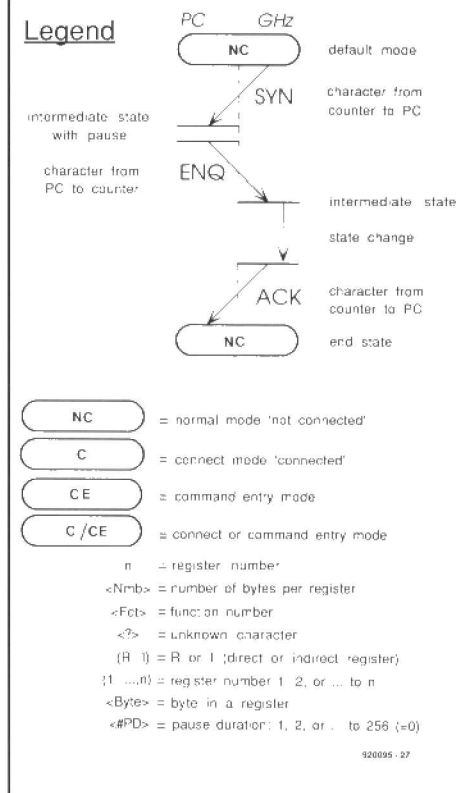 Legend
PC GHz
NC
default mode
SYN
character from
counter to PC
intermediate state
with pause
character from
PC to counter
ENQ
intermediate state
state change
ACK
character from
counter to PC
NC
end state
NC = normal mode 'not connected'
C = connect mode 'connected'
CE = command entry mode
C/CE = connect or command entry mode
n = register number
<Nmb> = number of bytes per register
<Fct> = function number
<?> = unknown character
(R I) = R or I (direct or indirect register)
(1 ...,n) = register number 1 2, or ... to n
<Byte> = byte in a register
<#PD> = pause duration: 1, 2, or . to 256 (=0)
920095 - 27